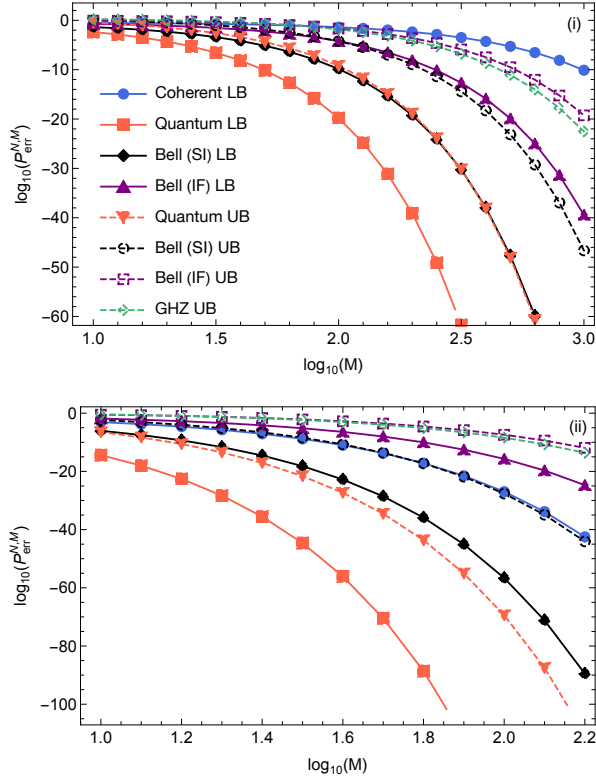 (i)
0
-10
-20
-30
-40
-50
-60
log10(P_err^N,M)
Coherent LB
Quantum LB
Bell (SI) LB
Bell (IF) LB
Quantum UB
Bell (SI) UB
Bell (IF) UB
GHZ UB
1.0 1.5 2.0 2.5 3.0
log10(M)
(ii)
0
-20
-40
-60
-80
-100
log10(P_err^N,M)
1.0 1.2 1.4 1.6 1.8 2.0 2.2
log10(M)